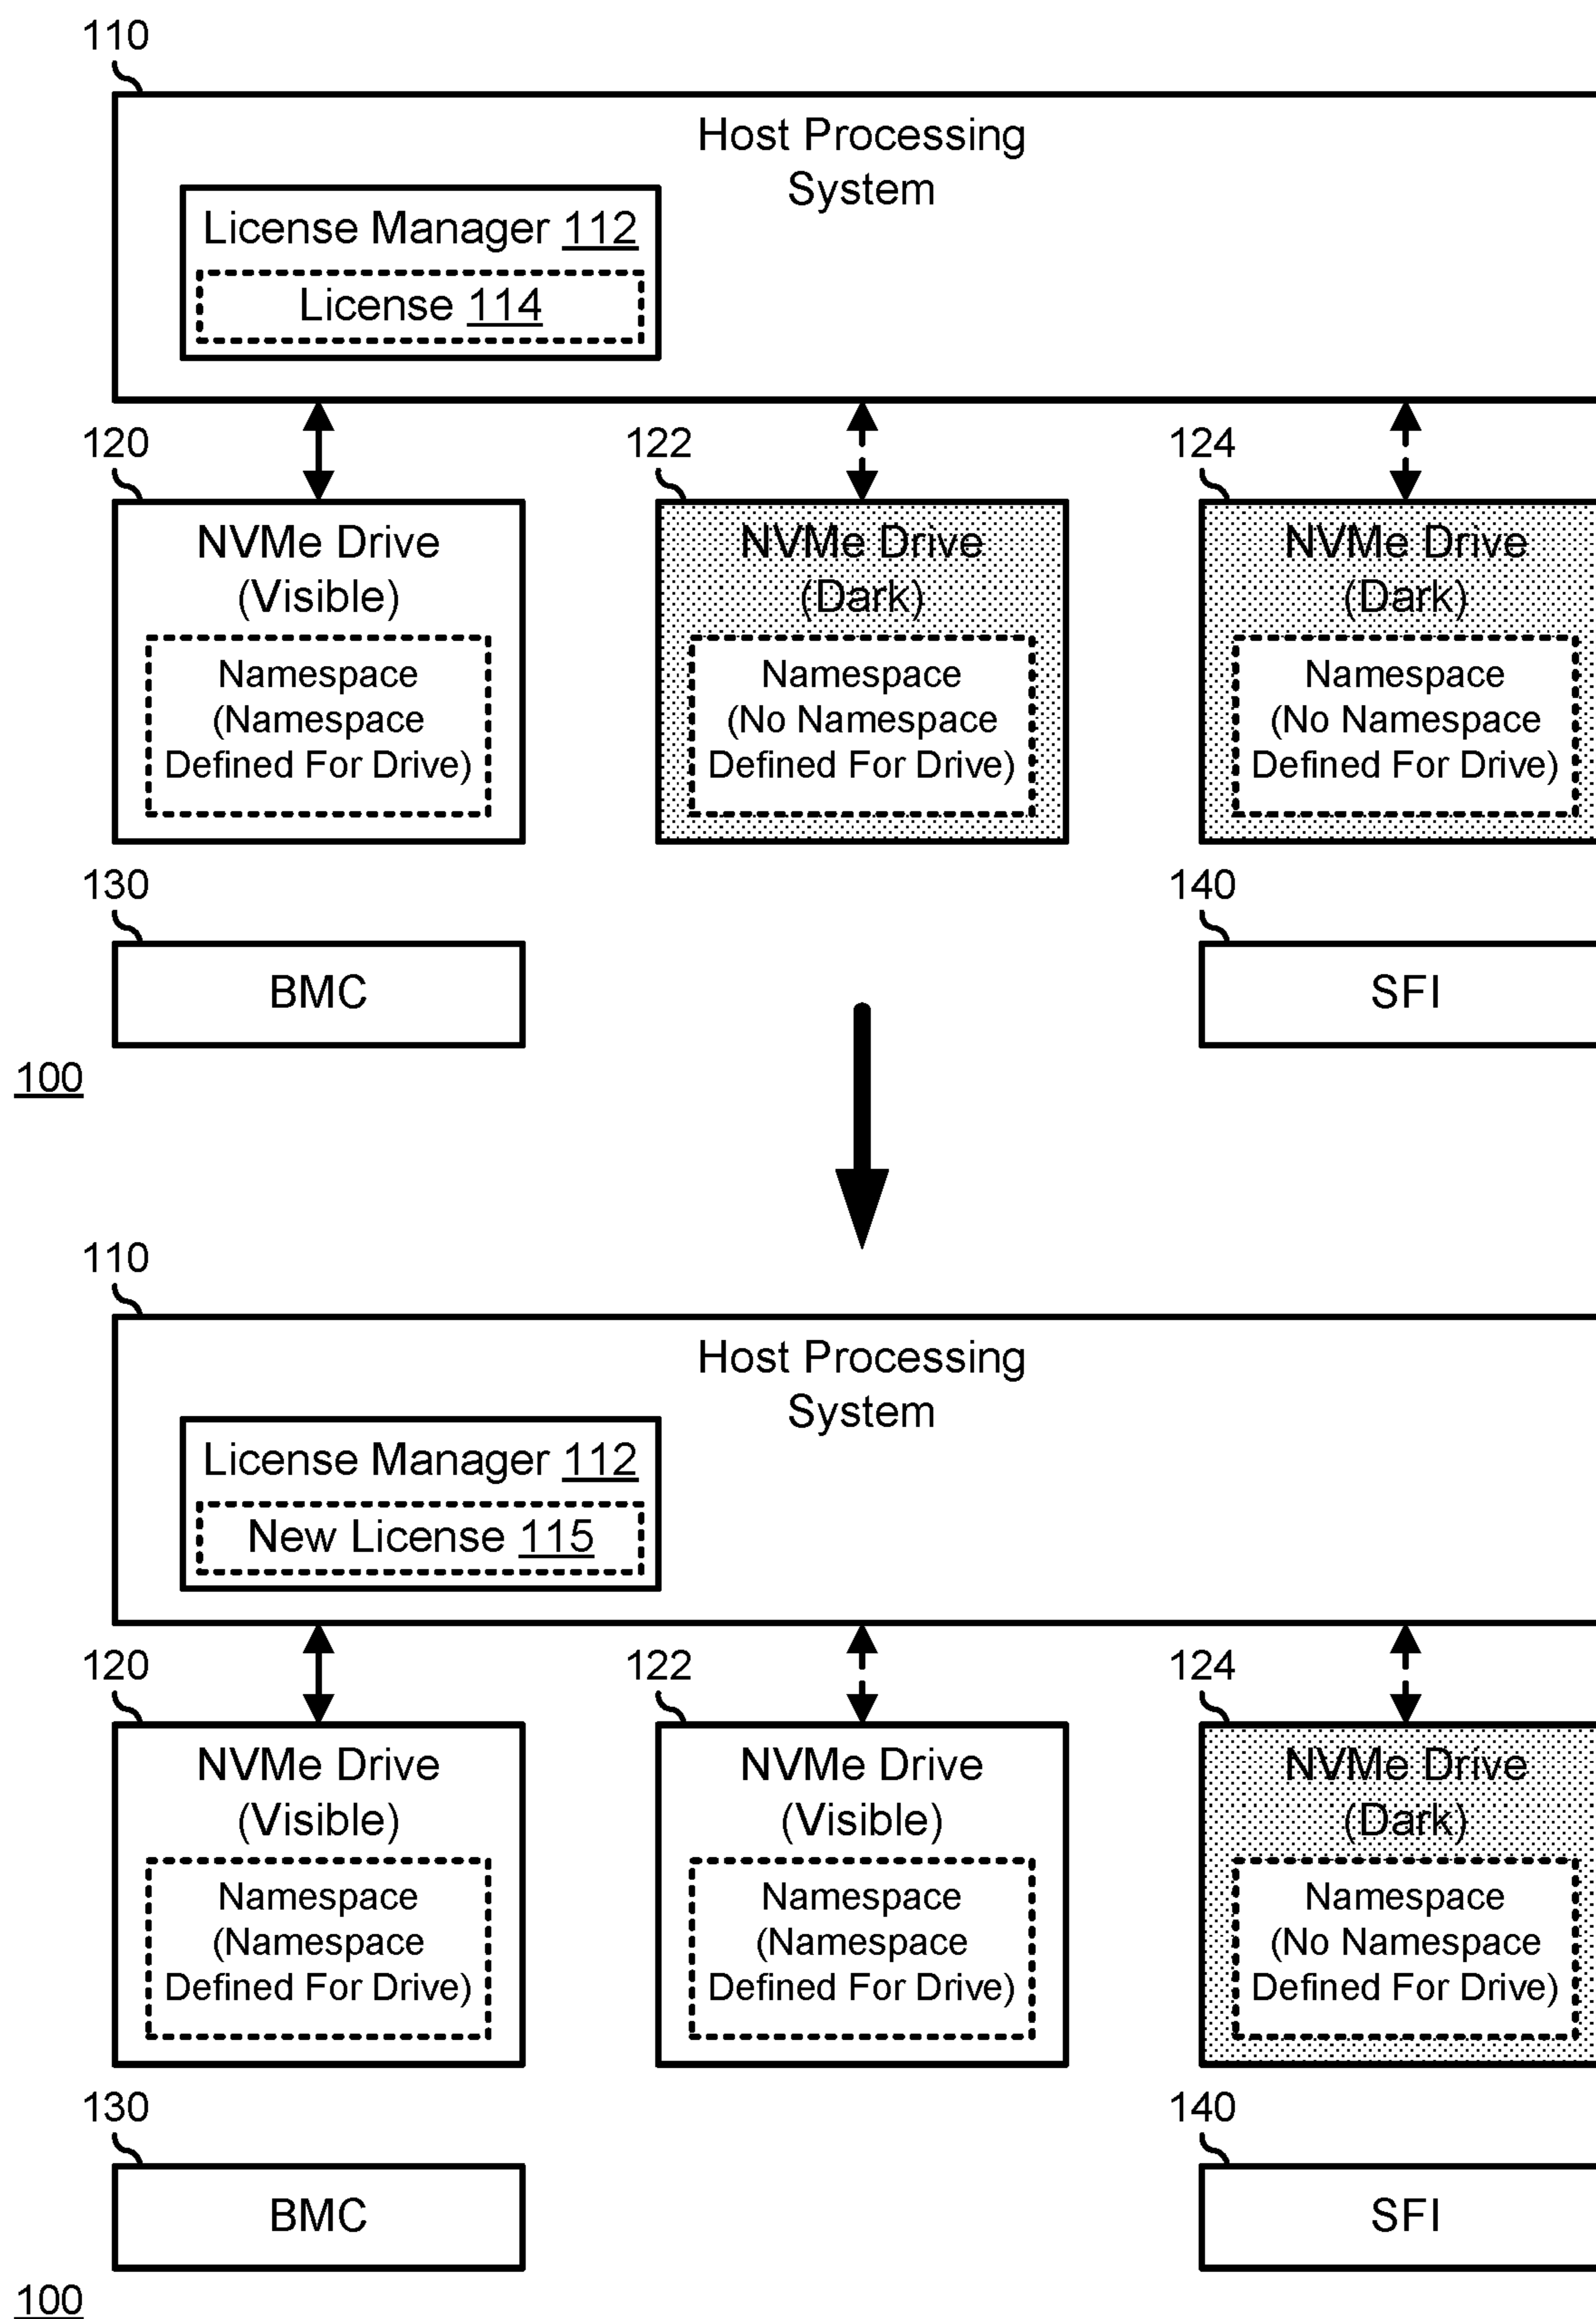 110
Host Processing
System
License Manager 112
License 114
120
122
124
NVMe Drive
(Visible)
Namespace
(Namespace
Defined For Drive)
NVMe Drive
(Dark)
Namespace
(No Namespace
Defined For Drive)
NVMe Drive
(Dark)
Namespace
(No Namespace
Defined For Drive)
130
BMC
140
SFI
100
110
Host Processing
System
License Manager 112
New License 115
120
122
124
NVMe Drive
(Visible)
Namespace
(Namespace
Defined For Drive)
NVMe Drive
(Visible)
Namespace
(Namespace
Defined For Drive)
NVMe Drive
(Dark)
Namespace
(No Namespace
Defined For Drive)
130
BMC
140
SFI
100